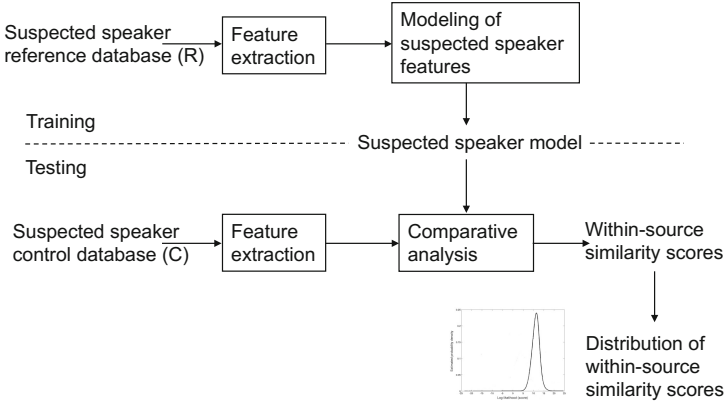 Suspected speaker
reference database (R)
Feature
extraction
Modeling of
suspected speaker
features
Training
Suspected speaker model
Testing
Suspected speaker
control database (C)
Feature
extraction
Comparative
analysis
Within-source
similarity scores
Distribution of
within-source
similarity scores